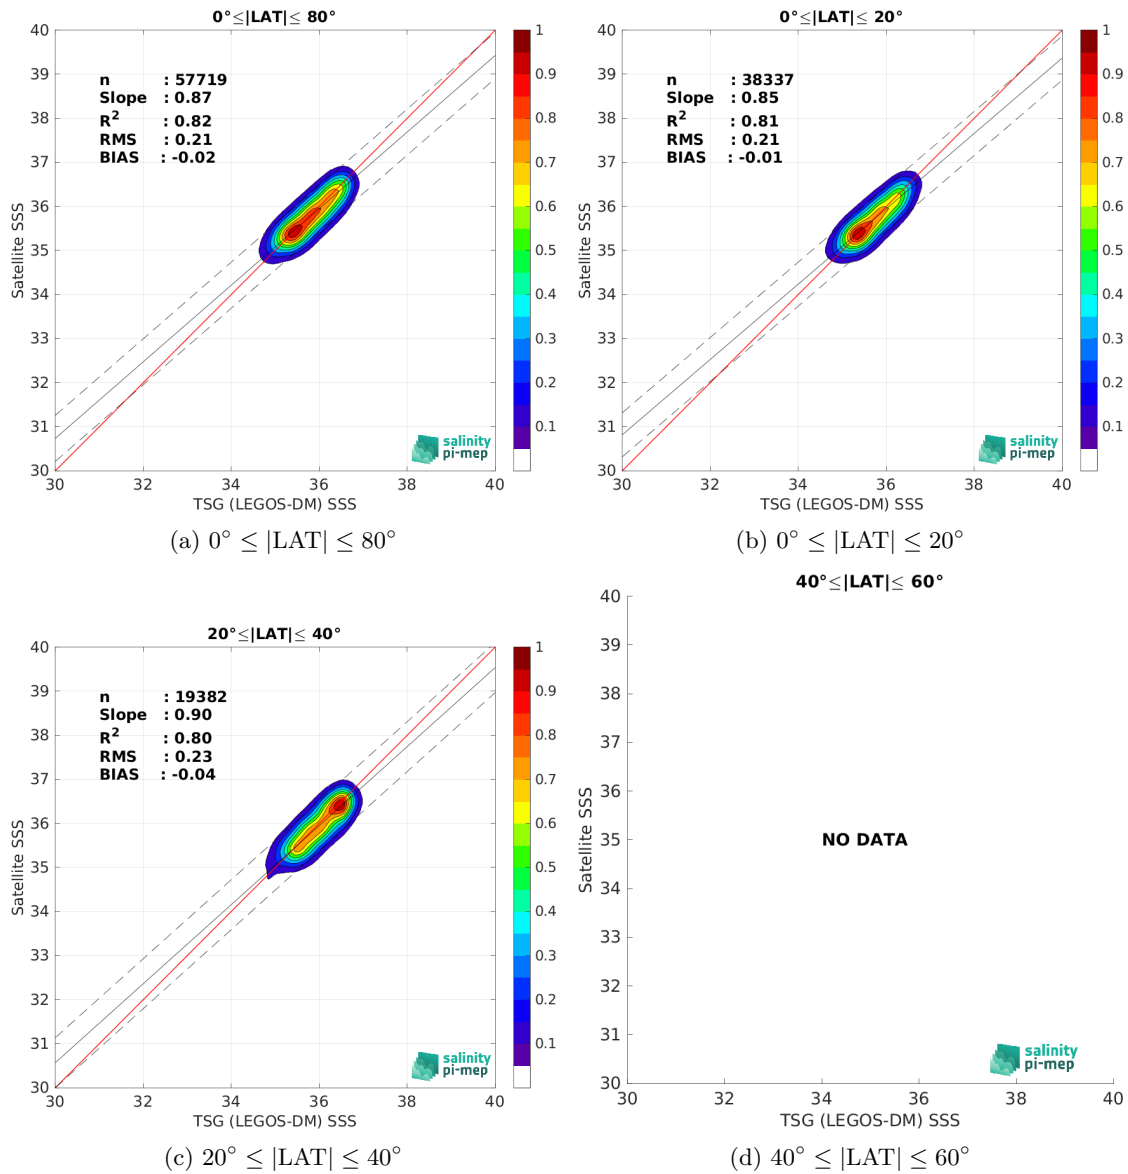 0°≤|LAT|≤ 80°
40
39
38
37
36
35
34
33
32
31
30
Satellite SSS
n : 57719
Slope : 0.87
R² : 0.82
RMS : 0.21
BIAS : -0.02
1
0.9
0.8
0.7
0.6
0.5
0.4
0.3
0.2
0.1
salinity
pi-mep
30 32 34 36 38 40
TSG (LEGOS-DM) SSS
(a) 0° ≤ |LAT| ≤ 80°
0°≤|LAT|≤ 20°
40
39
38
37
36
35
34
33
32
31
30
Satellite SSS
n : 38337
Slope : 0.85
R² : 0.81
RMS : 0.21
BIAS : -0.01
1
0.9
0.8
0.7
0.6
0.5
0.4
0.3
0.2
0.1
salinity
pi-mep
30 32 34 36 38 40
TSG (LEGOS-DM) SSS
(b) 0° ≤ |LAT| ≤ 20°
20°≤|LAT|≤ 40°
40
39
38
37
36
35
34
33
32
31
30
Satellite SSS
n : 19382
Slope : 0.90
R² : 0.80
RMS : 0.23
BIAS : -0.04
1
0.9
0.8
0.7
0.6
0.5
0.4
0.3
0.2
0.1
salinity
pi-mep
30 32 34 36 38 40
TSG (LEGOS-DM) SSS
(c) 20° ≤ |LAT| ≤ 40°
40°≤|LAT|≤ 60°
40
39
38
37
36
35
34
33
32
31
30
Satellite SSS
NO DATA
salinity
pi-mep
30 32 34 36 38 40
TSG (LEGOS-DM) SSS
(d) 40° ≤ |LAT| ≤ 60°